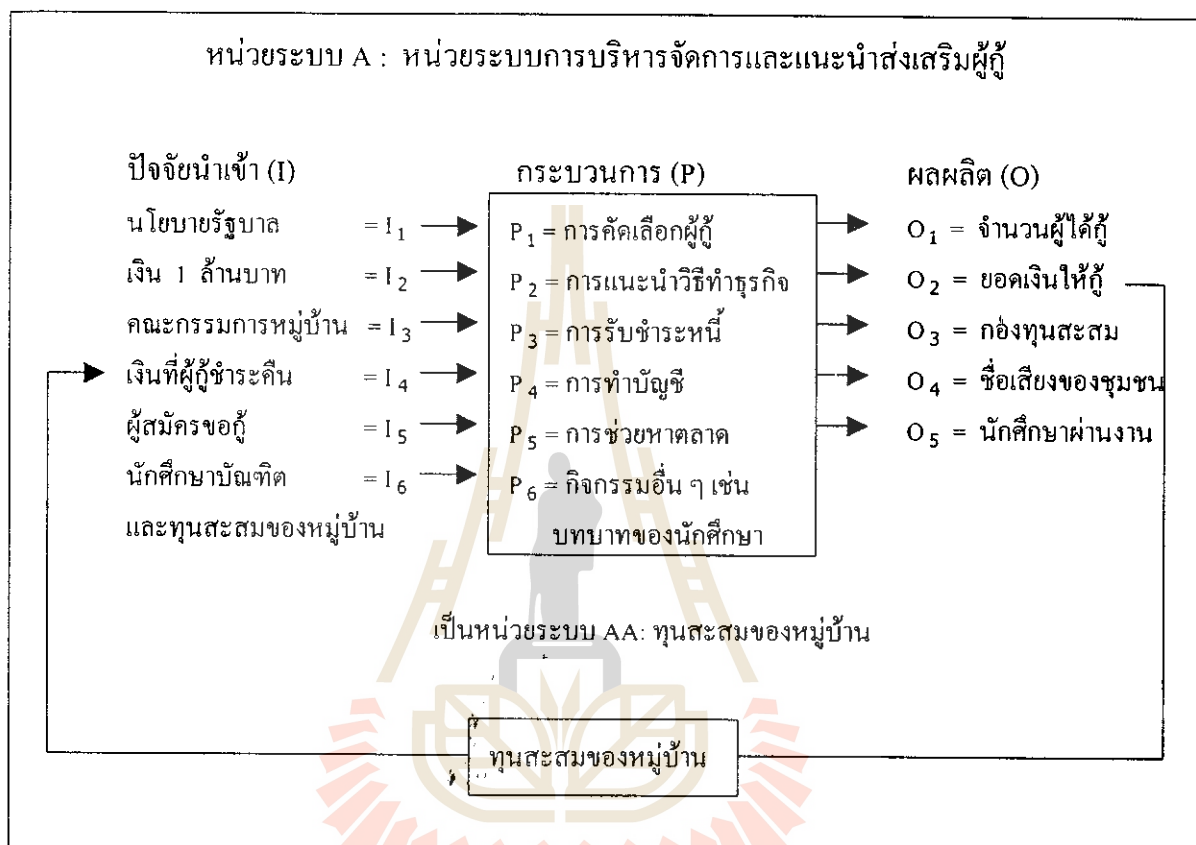 หน่วยระบบ A : หน่วยระบบการบริหารจัดการและแนะนำส่งเสริมผู้กู้
ปัจจัยนำเข้า (I)
นโยบายรัฐบาล = I1
เงิน 1 ล้านบาท = I2
คณะกรรมการหมู่บ้าน = I3
เงินที่ผู้กู้ชำระคืน = I4
ผู้สมัครขอกู้ = I5
นักศึกษาบัณฑิต = I6
และทุนสะสมของหมู่บ้าน
กระบวนการ (P)
P1 = การคัดเลือกผู้กู้
P2 = การแนะนำวิธีทำธุรกิจ
P3 = การรับชำระหนี้
P4 = การทำบัญชี
P5 = การช่วยหาตลาด
P6 = กิจกรรมอื่น ๆ เช่น
บทบาทของนักศึกษา
ผลผลิต (O)
O1 = จำนวนผู้ได้กู้
O2 = ยอดเงินให้กู้
O3 = กองทุนสะสม
O4 = ชื่อเสียงของชุมชน
O5 = นักศึกษาผ่านงาน
เป็นหน่วยระบบ AA: ทุนสะสมของหมู่บ้าน
ทุนสะสมของหมู่บ้าน